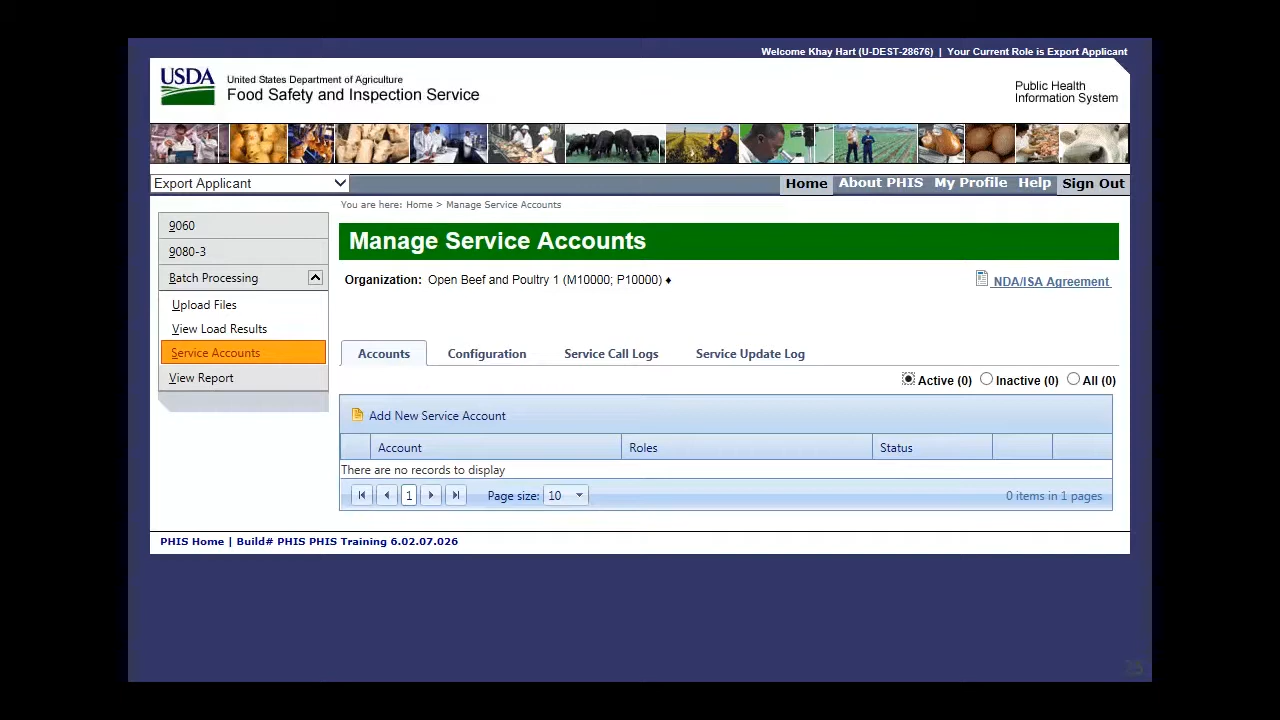 Welcome Khay Hart (U-DEST-28676) | Your Current Role is Export Applicant
USDA
United States Department of Agriculture
Food Safety and Inspection Service
Public Health
Information System
Export Applicant
Home About PHIS My Profile Help Sign Out
You are here: Home > Manage Service Accounts
9060
9080-3
Batch Processing
Upload Files
View Load Results
Service Accounts
View Report
Manage Service Accounts
Organization: Open Beef and Poultry 1 (M10000; P10000) ♦
NDA/ISA Agreement
Accounts Configuration Service Call Logs Service Update Log
Active (0) Inactive (0) All (0)
Add New Service Account
Account Roles Status
There are no records to display
1 Page size: 10 0 items in 1 pages
PHIS Home | Build# PHIS PHIS Training 6.02.07.026